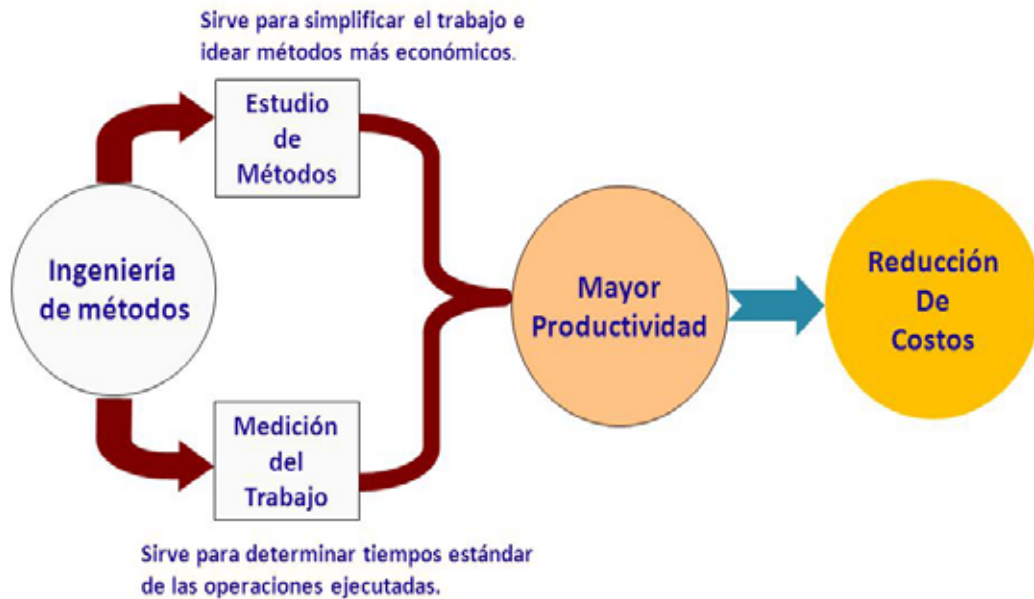 Sirve para simplificar el trabajo e
idear métodos más económicos.
Estudio
de
Métodos
Ingeniería
de métodos
Mayor
Productividad
Reducción
De
Costos
Medición
del
Trabajo
Sirve para determinar tiempos estándar
de las operaciones ejecutadas.